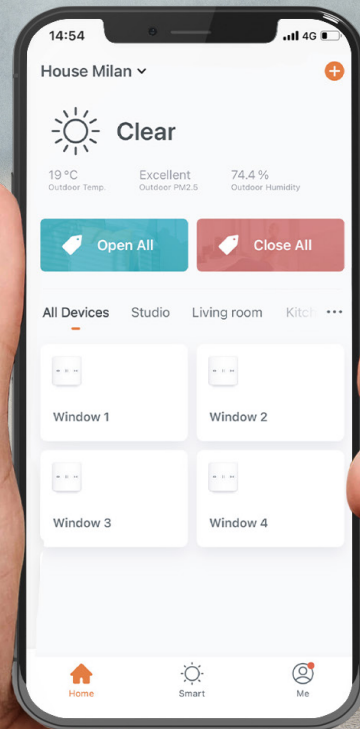 14:54 4G
House Milan
Clear
19 °C Excellent 74.4 %
Outdoor Temp. Outdoor PM2.5 Outdoor Humidity
Open All Close All
All Devices Studio Living room Kitch
Window 1 Window 2
Window 3 Window 4
Home Smart Me